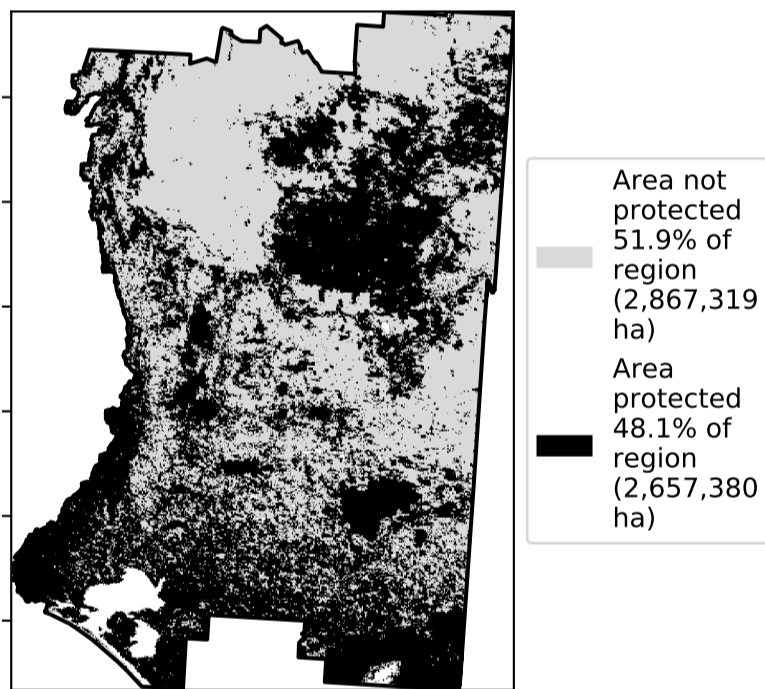 Area not
protected
51.9% of
region
(2,867,319
ha)
Area
protected
48.1% of
region
(2,657,380
ha)